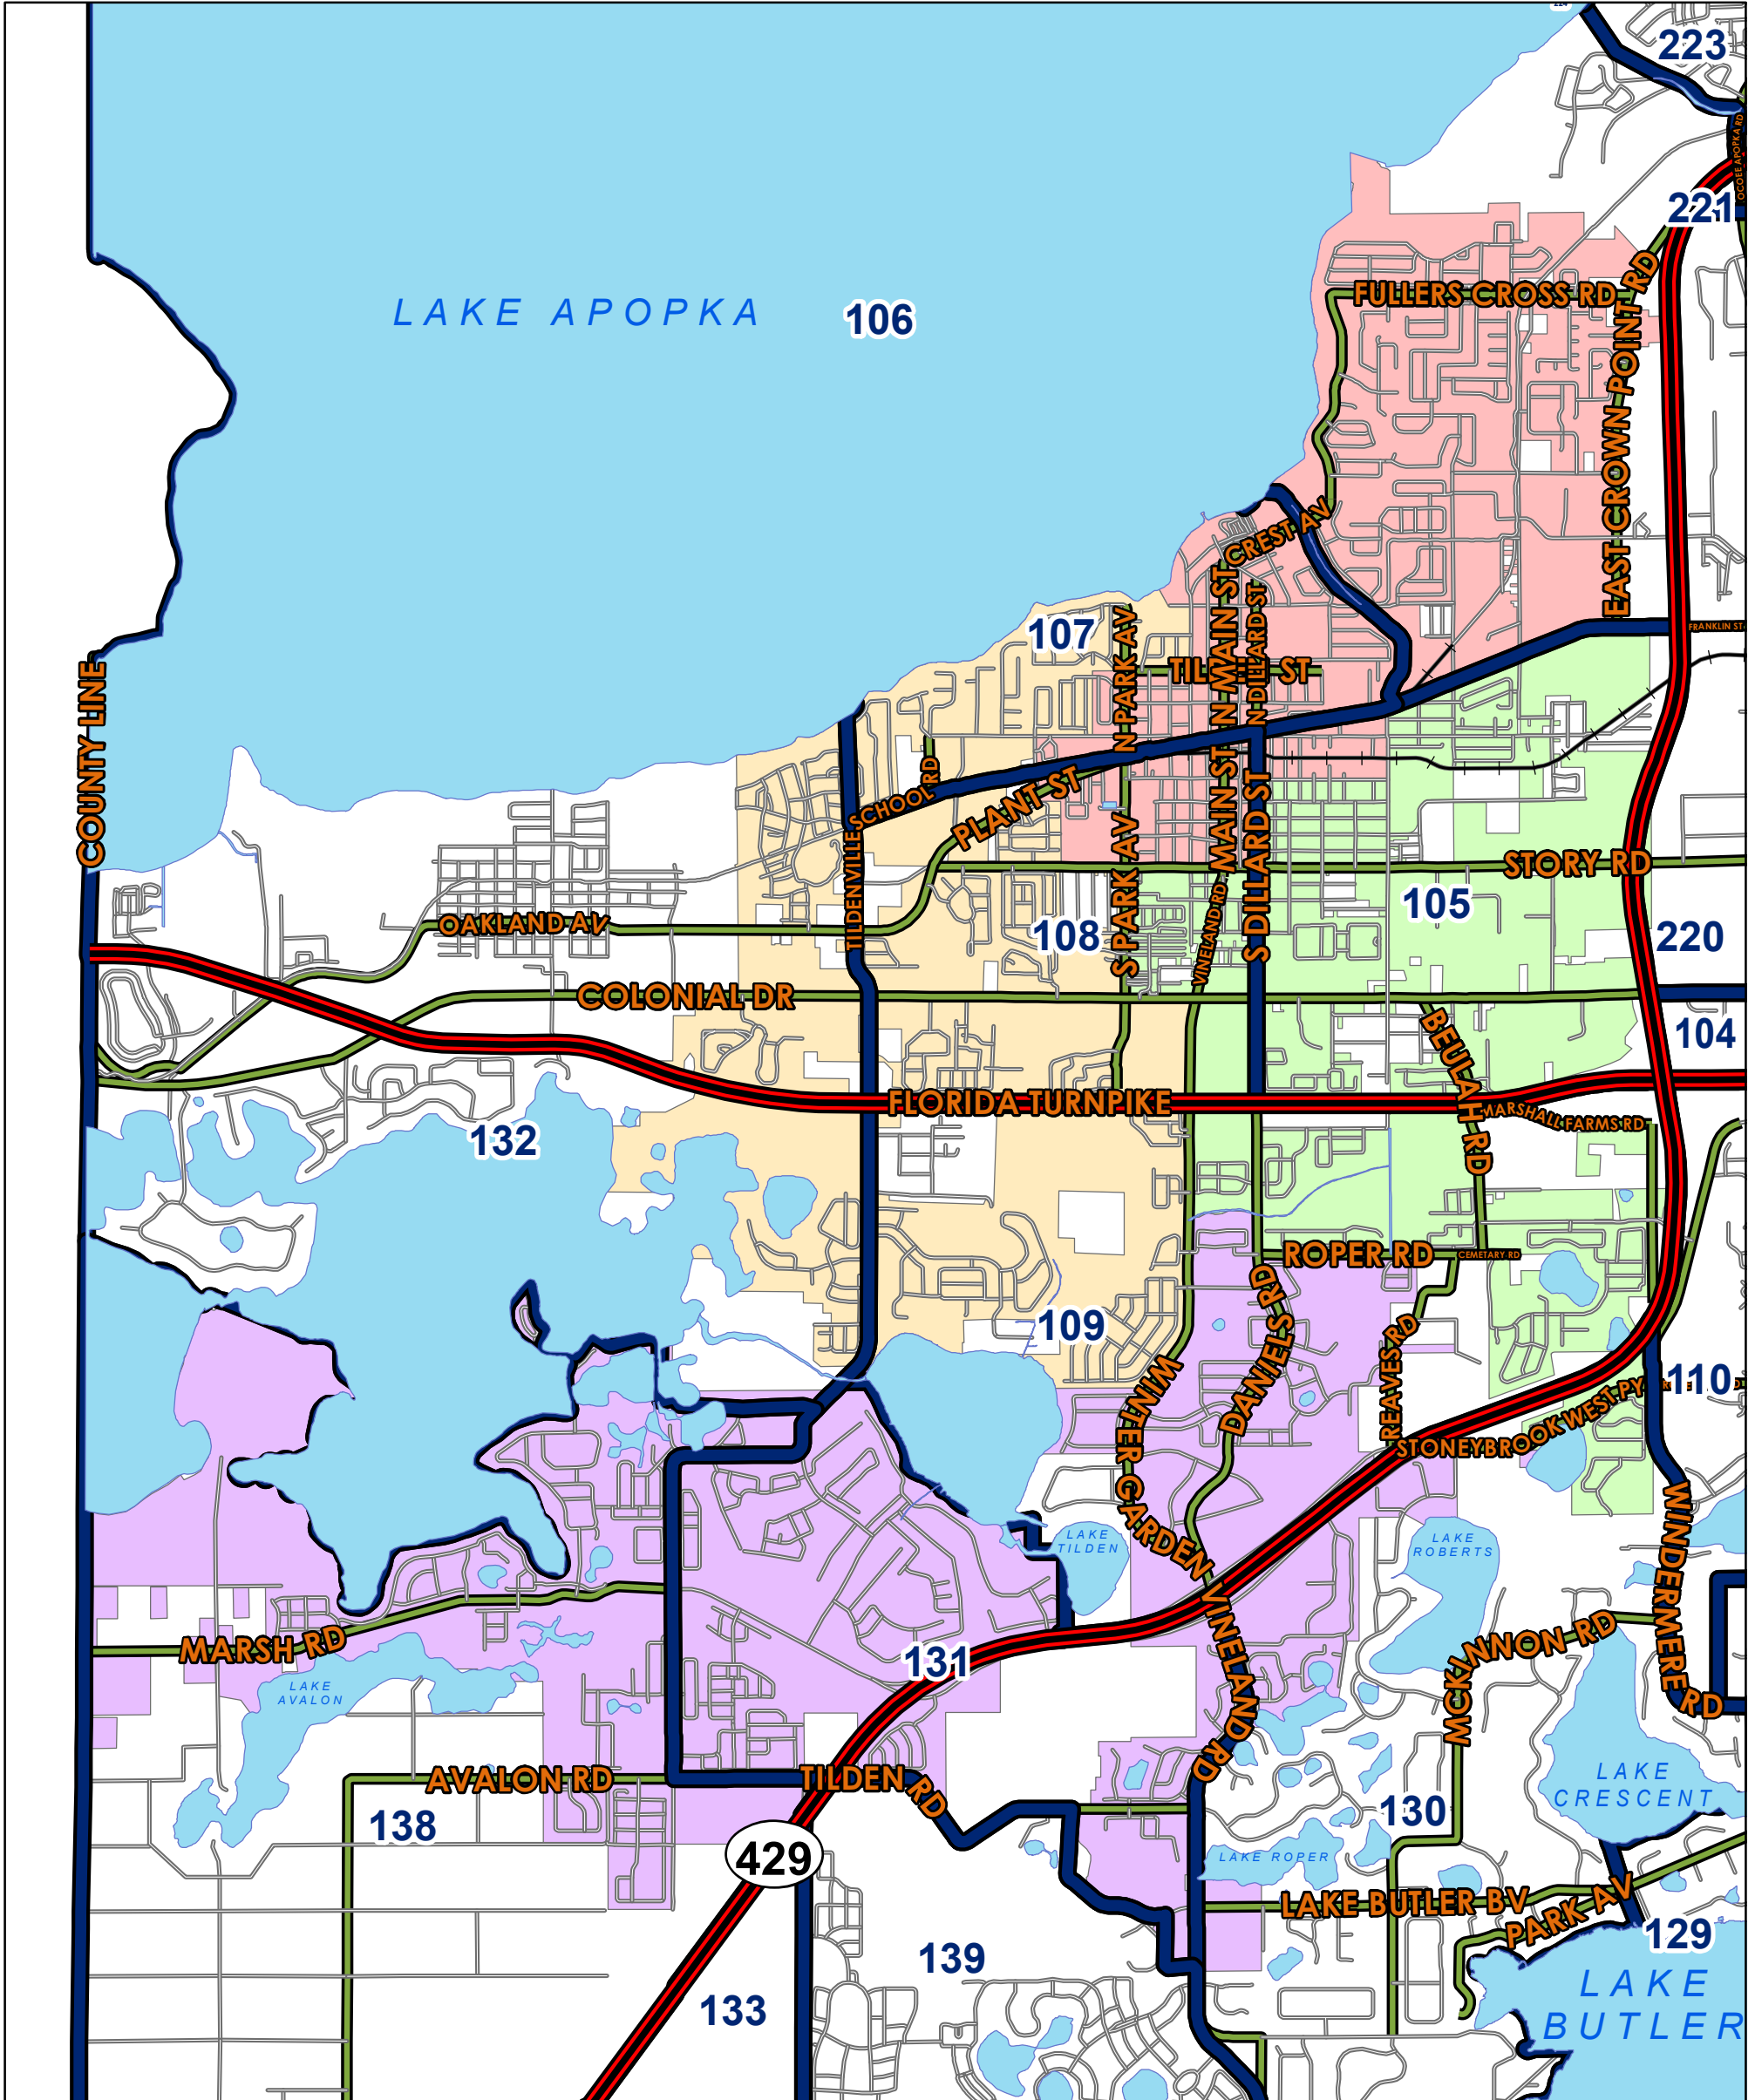 223
221
OCOEE APOPKA RD
LAKE APOPKA
106
FULLERS CROSS RD
EAST CROWN POINT RD
CREST AV
FRANKLIN ST
107
N PARK AV
N MAIN ST
N DILLARD ST
COUNTY LINE
SCHOOL RD
PLANT ST
TILDENVILLE
S PARK AV
MAIN ST
S DILLARD ST
STORY RD
105
VINELAND RD
108
220
OAKLAND AV
COLONIAL DR
104
BEULAH RD
FLORIDA TURNPIKE
MARSHALL FARMS RD
132
ROPER RD
CEMETARY RD
109
DANIELS RD
REAVES RD
110
WINTER GARDEN VINELAND RD
STONEYBROOK WEST PY
WINDERMERE RD
LAKE
TILDEN
LAKE
ROBERTS
MARSH RD
131
MCKINNON RD
LAKE
AVALON
AVALON RD
TILDEN RD
LAKE
CRESCENT
138
130
429
LAKE ROPER
LAKE BUTLER BV
PARK AV
129
139
133
LAKE
BUTLER